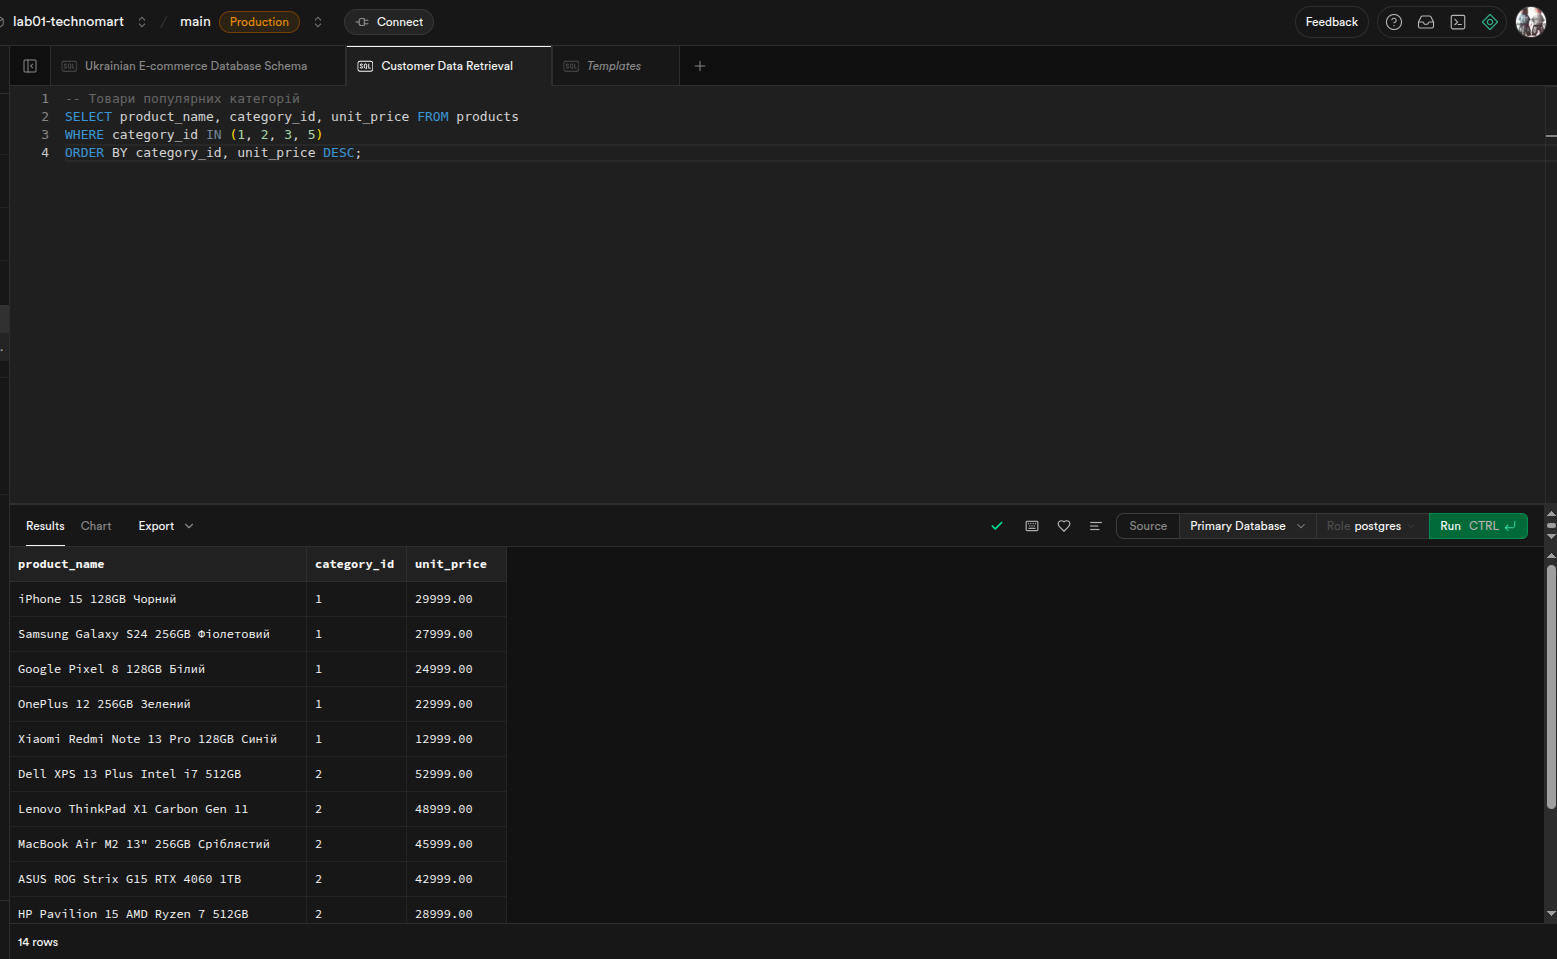 lab01-technomart / main Production Connect Feedback
Ukrainian E-commerce Database Schema Customer Data Retrieval Templates
1 -- Товари популярних категорій
2 SELECT product_name, category_id, unit_price FROM products
3 WHERE category_id IN (1, 2, 3, 5)
4 ORDER BY category_id, unit_price DESC;
Results Chart Export Source Primary Database Role postgres Run CTRL
product_name category_id unit_price
iPhone 15 128GB Чорний 1 29999.00
Samsung Galaxy S24 256GB Фіолетовий 1 27999.00
Google Pixel 8 128GB Білий 1 24999.00
OnePlus 12 256GB Зелений 1 22999.00
Xiaomi Redmi Note 13 Pro 128GB Синій 1 12999.00
Dell XPS 13 Plus Intel i7 512GB 2 52999.00
Lenovo ThinkPad X1 Carbon Gen 11 2 48999.00
MacBook Air M2 13" 256GB Сріблястий 2 45999.00
ASUS ROG Strix G15 RTX 4060 1TB 2 42999.00
HP Pavilion 15 AMD Ryzen 7 512GB 2 28999.00
14 rows